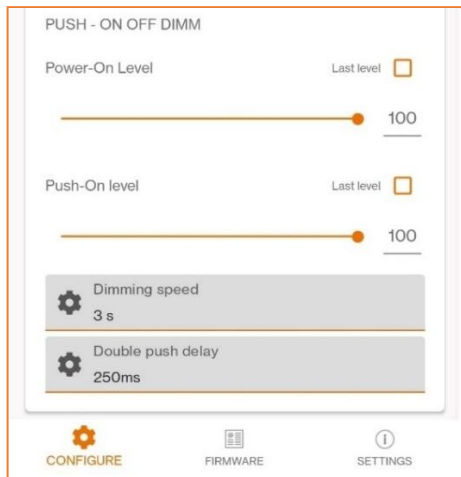 PUSH - ON OFF DIMM
Power-On Level Last level
100
Push-On level Last level
100
Dimming speed
3 s
Double push delay
250ms
CONFIGURE FIRMWARE SETTINGS